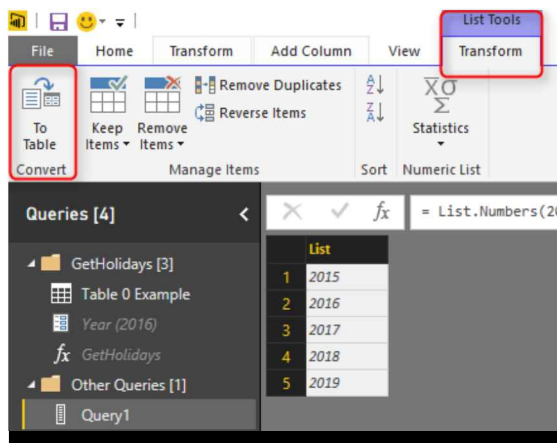 List Tools
File Home Transform Add Column View Transform
To Table
Keep Items
Remove Items
Remove Duplicates
Reverse Items
Statistics
Convert Manage Items Sort Numeric List
Queries [4]
fx = List.Numbers(20
GetHolidays [3]
Table 0 Example
Year (2016)
fx GetHolidays
Other Queries [1]
Query1
List
1 2015
2 2016
3 2017
4 2018
5 2019